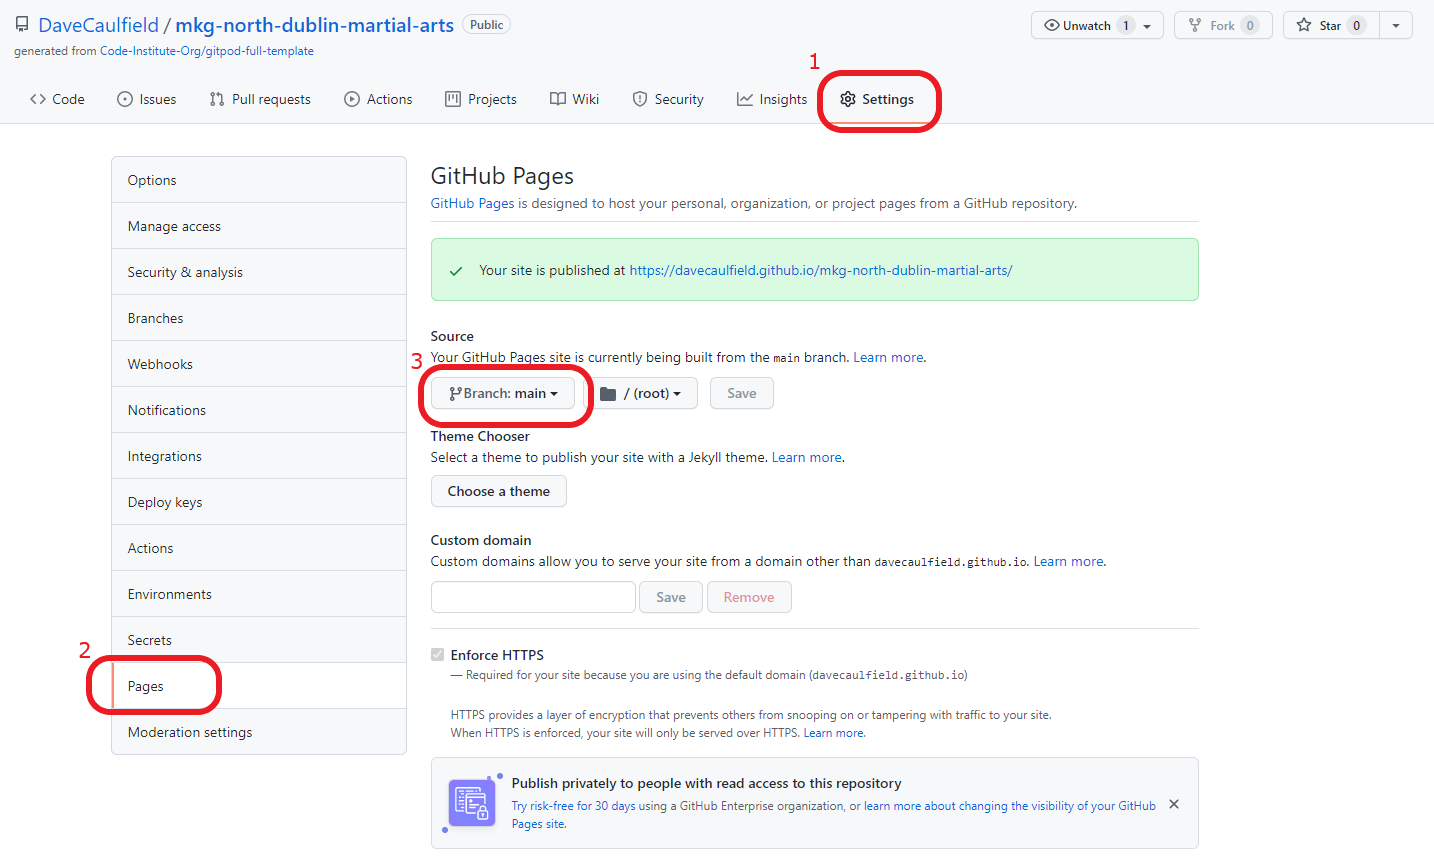 DaveCaulfield / mkg-north-dublin-martial-arts Public
Unwatch 1 Fork 0 Star 0
generated from Code-Institute-Org/gitpod-full-template
1
Code Issues Pull requests Actions Projects Wiki Security Insights Settings
Options
Manage access
Security & analysis
Branches
Webhooks
Notifications
Integrations
Deploy keys
Actions
Environments
Secrets
2
Pages
Moderation settings
GitHub Pages
GitHub Pages is designed to host your personal, organization, or project pages from a GitHub repository.
Your site is published at https://davecaulfield.github.io/mkg-north-dublin-martial-arts/
Source
Your GitHub Pages site is currently being built from the main branch. Learn more.
3
Branch: main / (root) Save
Theme Chooser
Select a theme to publish your site with a Jekyll theme. Learn more.
Choose a theme
Custom domain
Custom domains allow you to serve your site from a domain other than davecaulfield.github.io. Learn more.
Save Remove
Enforce HTTPS
— Required for your site because you are using the default domain (davecaulfield.github.io)
HTTPS provides a layer of encryption that prevents others from snooping on or tampering with traffic to your site.
When HTTPS is enforced, your site will only be served over HTTPS. Learn more.
Publish privately to people with read access to this repository
Try risk-free for 30 days using a GitHub Enterprise organization, or learn more about changing the visibility of your GitHub
Pages site.